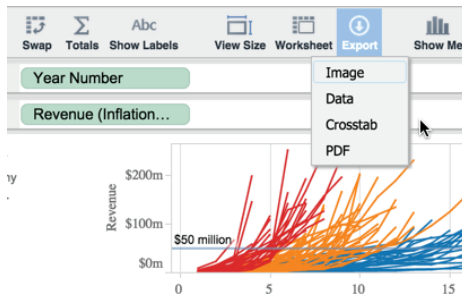 Swap Totals Show Labels View Size Worksheet Export Show Me
Abc
Image
Data
Crosstab
PDF
Year Number
Revenue (Inflation...
Revenue
$200m
$100m
$50 million
$0m
0 5 10 15